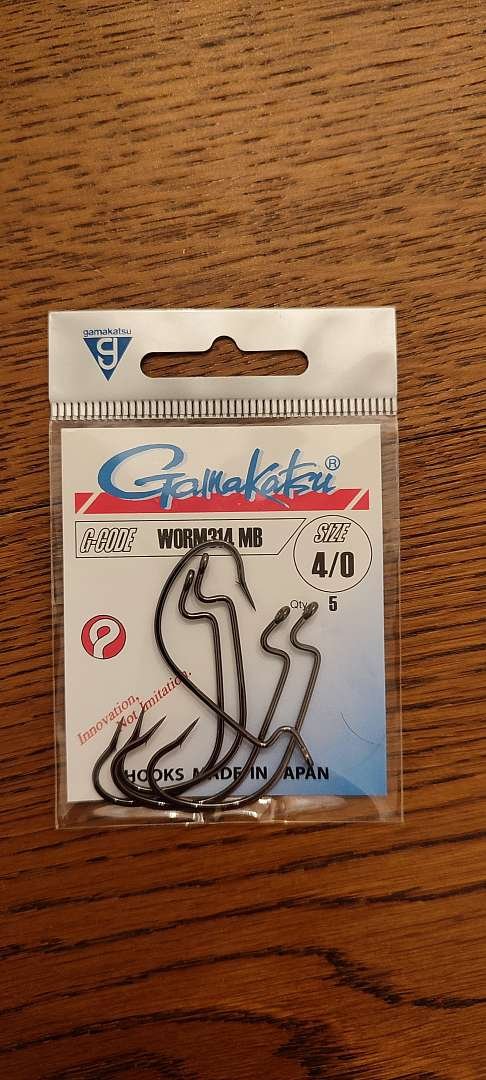 gamakatsu
g
Gamakatsu®
G-CODE WORM314 MB
SIZE
4/0
Qty 5
Innovation,
Not Imitation.
HOOKS MADE IN JAPAN